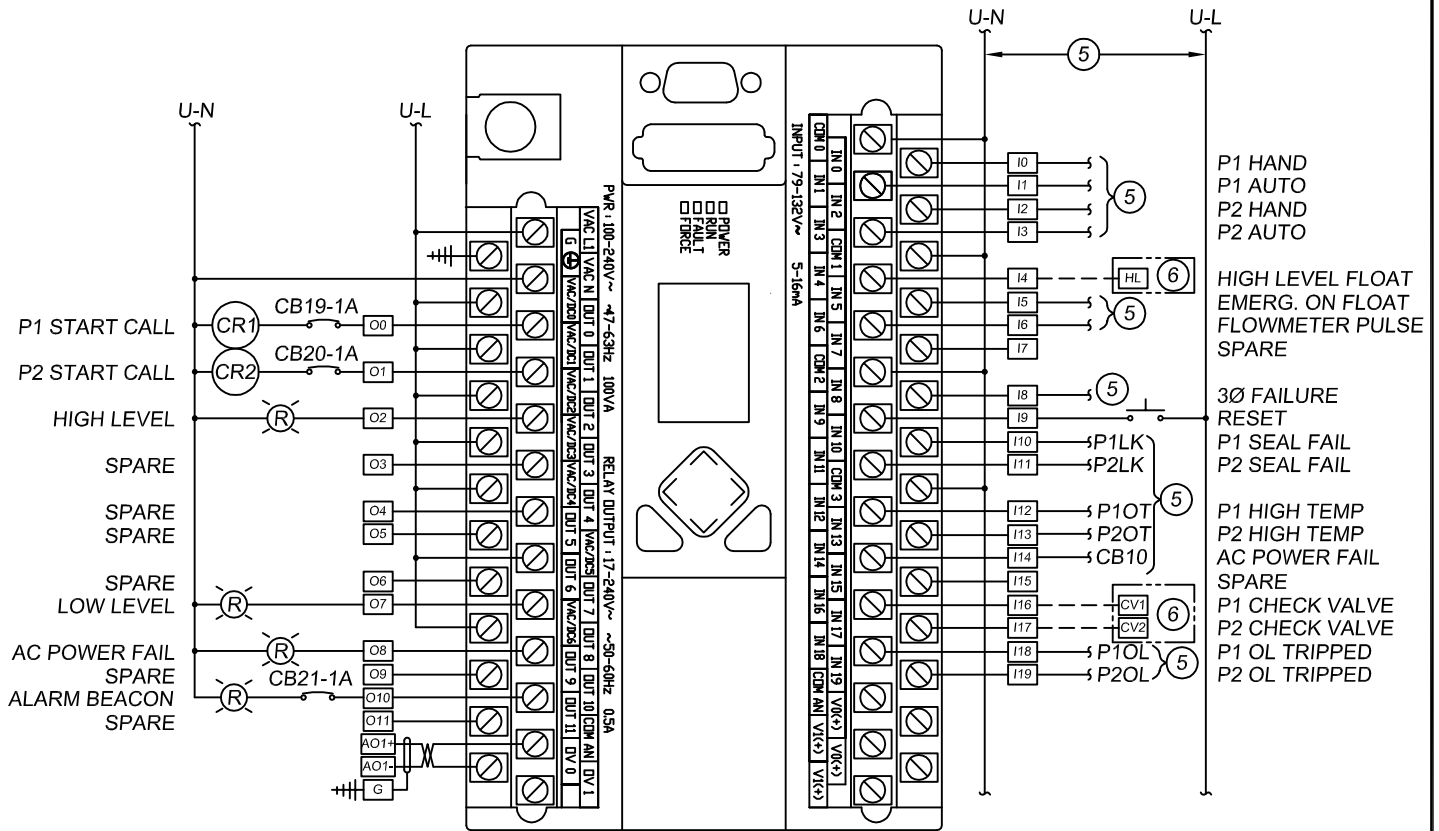 U-N
U-L
5
U-N
U-L
P1 START CALL
CR1
CB19-1A
O0
P2 START CALL
CR2
CB20-1A
O1
HIGH LEVEL
R
O2
SPARE
O3
SPARE
O4
SPARE
O5
SPARE
O6
LOW LEVEL
R
O7
AC POWER FAIL
R
O8
SPARE
O9
ALARM BEACON
R
CB21-1A
O10
SPARE
O11
AO1+
AO1-
G
G
VAC/DC0
VAC/DC1
VAC/DC2
VAC/DC3
VAC/DC4
OUT 5
OUT 6
VAC/DC6
OUT 9
OUT 11
OV 0
VAC L1
VAC N
OUT 0
OUT 1
OUT 2
OUT 3
OUT 4
VAC/DC5
OUT 7
OUT 8
OUT 10
COM AN
OV 1
PWR: 100-240V~ ~47-63Hz 100VA
RELAY OUTPUT: 17-240V~ ~50-60Hz 0.5A
POWER
RUN
FAULT
FORCE
INPUT: 79-132V~ 5-16mA
COM 0
IN 1
IN 3
IN 4
IN 6
COM 2
IN 9
IN 11
IN 12
IN 14
IN 16
IN 18
COM AN
V1(+)
V1(+)
IN 0
IN 2
COM 1
IN 5
IN 7
IN 8
IN 10
COM 3
IN 13
IN 15
IN 17
IN 19
V0(+)
V0(+)
I0
P1 HAND
I1
P1 AUTO
I2
P2 HAND
I3
P2 AUTO
5
I4
HL
6
HIGH LEVEL FLOAT
I5
EMERG. ON FLOAT
I6
5
FLOWMETER PULSE
I7
SPARE
I8
5
3Ø FAILURE
I9
RESET
I10
P1LK
P1 SEAL FAIL
I11
P2LK
P2 SEAL FAIL
5
I12
P1OT
P1 HIGH TEMP
I13
P2OT
P2 HIGH TEMP
I14
CB10
AC POWER FAIL
I15
SPARE
I16
CV1
6
P1 CHECK VALVE
I17
CV2
P2 CHECK VALVE
I18
P1OL
5
P1 OL TRIPPED
I19
P2OL
P2 OL TRIPPED